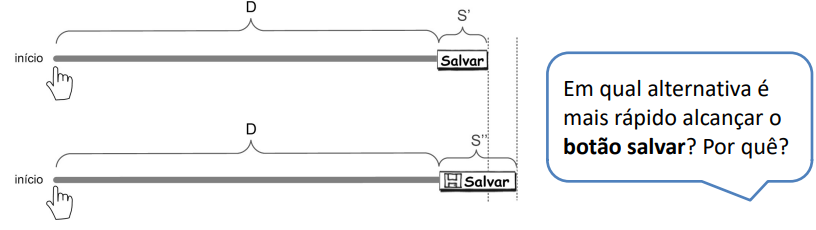 D
S’
início
Salvar
D
S’’
início
Salvar
Em qual alternativa é
mais rápido alcançar o
botão salvar? Por quê?